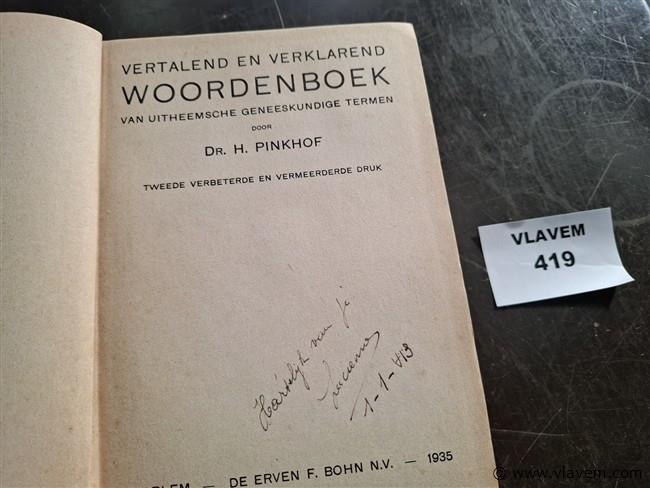 VERTALEND EN VERKLAREND
WOORDENBOEK
VAN UITHEEMSCHE GENEESKUNDIGE TERMEN
DOOR
DR. H. PINKHOF
TWEEDE VERBETERDE EN VERMEERDERDE DRUK
VLAVEM
419
Hartelijk van je
1-1-43
RLEM — DE ERVEN F. BOHN N.V. — 1935
© www.vlavem.com